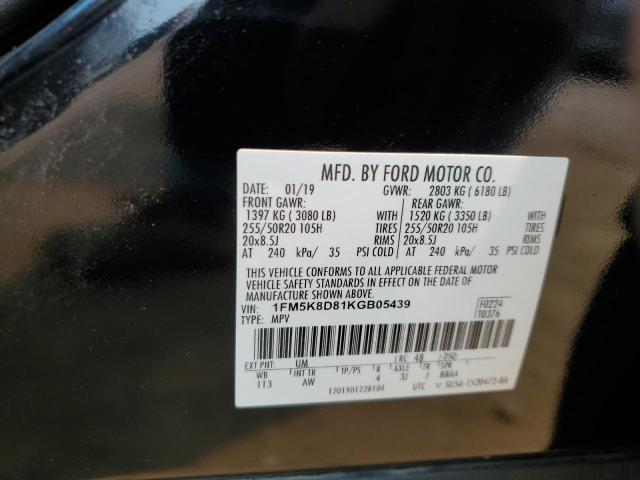 MFD. BY FORD MOTOR CO.
DATE: 01/19 GVWR: 2803 KG ( 6180 LB)
FRONT GAWR: REAR GAWR:
1397 KG ( 3080 LB) WITH 1520 KG ( 3350 LB) WITH
255/50R20 105H TIRES 255/50R20 105H TIRES
20x8.5J RIMS 20x8.5J RIMS
AT 240 kPa/ 35 PSI COLD AT 240 kPa/ 35 PSI COLD
THIS VEHICLE CONFORMS TO ALL APPLICABLE FEDERAL MOTOR
VEHICLE SAFETY STANDARDS IN EFFECT ON THE DATE OF
MANUFACTURE SHOWN ABOVE.
VIN: 1FM5K8D81KGB05439 F0224
TYPE: MPV T0376
EXT PNT: UM RC: 48 DSO:
WB INT TR TP/PS R AXLE TR SPR
113 AW 4 3J J BBAA
UTC